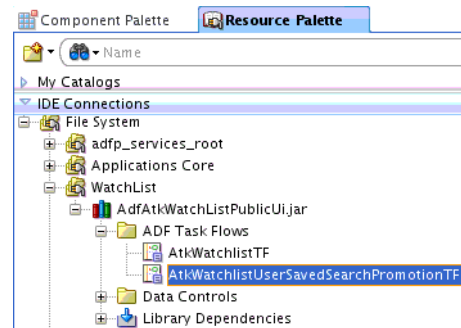 Component Palette Resource Palette
Name
My Catalogs
IDE Connections
File System
adfp_services_root
Applications Core
WatchList
AdfAtkWatchListPublicUi.jar
ADF Task Flows
AtkWatchlistTF
AtkWatchlistUserSavedSearchPromotionTF
Data Controls
Library Dependencies